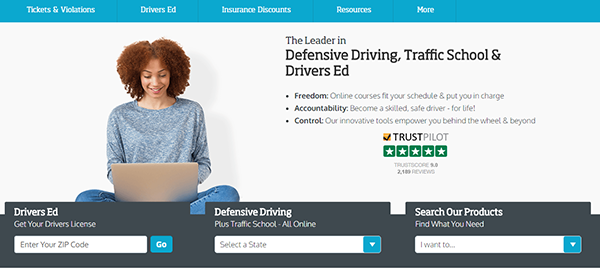 Tickets & Violations
Drivers Ed
Insurance Discounts
Resources
More
The Leader in
Defensive Driving, Traffic School &
Drivers Ed
Freedom: Online courses fit your schedule & put you in charge
Accountability: Become a skilled, safe driver - for life!
Control: Our innovative tools empower you behind the wheel & beyond
TRUSTPILOT
TRUSTSCORE 9.0
2,189 REVIEWS
Drivers Ed
Get Your Drivers License
Enter Your ZIP Code
Go
Defensive Driving
Plus Traffic School - All Online
Select a State
Search Our Products
Find What You Need
I want to...